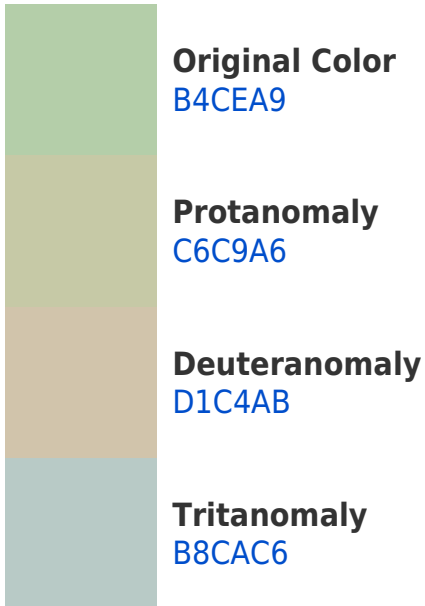 Original Color
B4CEA9
Protanomaly
C6C9A6
Deuteranomaly
D1C4AB
Tritanomaly
B8CAC6